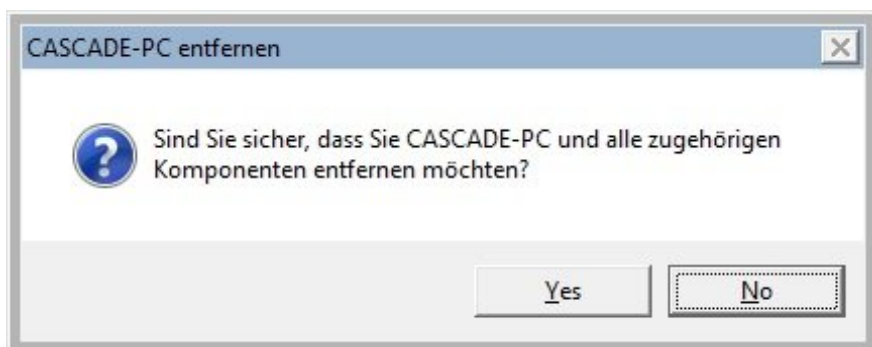 CASCADE-PC entfernen
Sind Sie sicher, dass Sie CASCADE-PC und alle zugehörigen
Komponenten entfernen möchten?
Yes
No